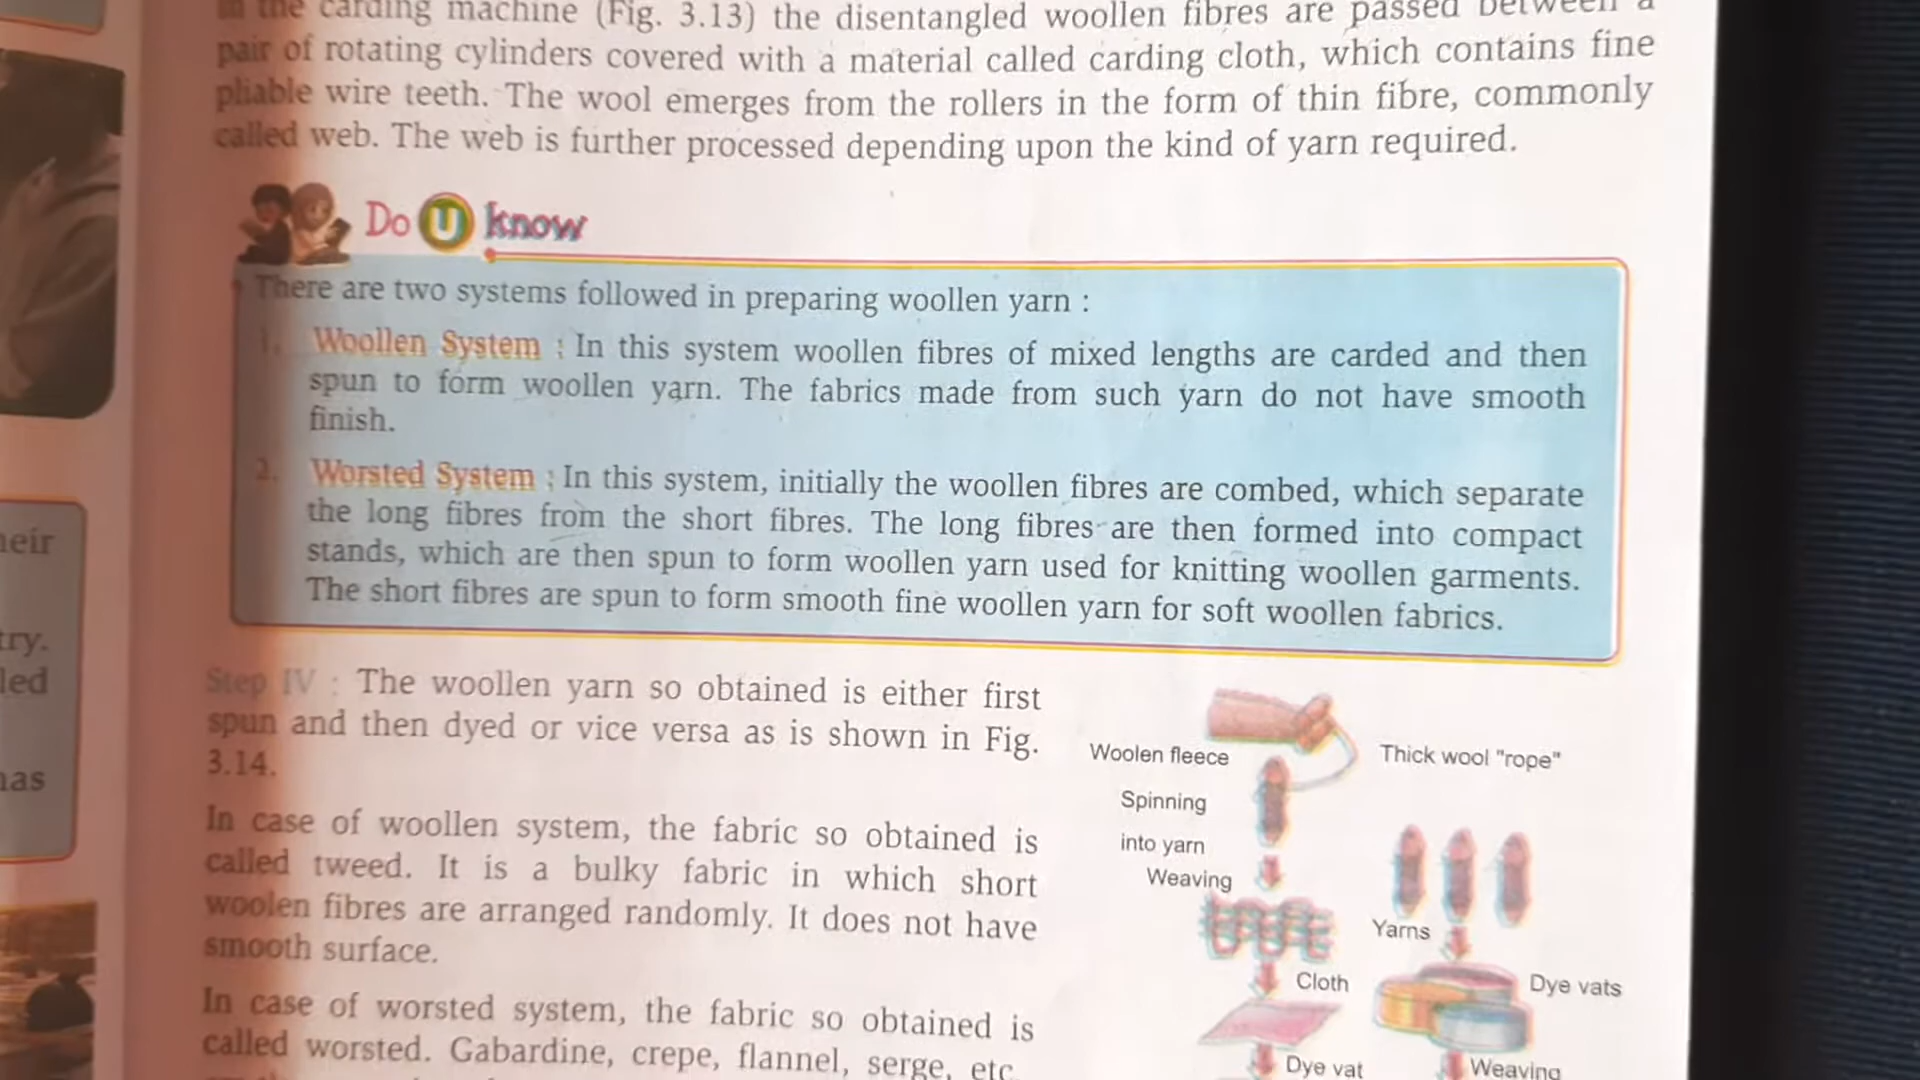 In the carding machine (Fig. 3.13) the disentangled woollen fibres are passed between a
pair of rotating cylinders covered with a material called carding cloth, which contains fine
pliable wire teeth. The wool emerges from the rollers in the form of thin fibre, commonly
called web. The web is further processed depending upon the kind of yarn required.
Do U know
There are two systems followed in preparing woollen yarn :
1. Woollen System : In this system woollen fibres of mixed lengths are carded and then
spun to form woollen yarn. The fabrics made from such yarn do not have smooth
finish.
2. Worsted System : In this system, initially the woollen fibres are combed, which separate
the long fibres from the short fibres. The long fibres are then formed into compact
stands, which are then spun to form woollen yarn used for knitting woollen garments.
The short fibres are spun to form smooth fine woollen yarn for soft woollen fabrics.
Step IV : The woollen yarn so obtained is either first
spun and then dyed or vice versa as is shown in Fig.
3.14.
In case of woollen system, the fabric so obtained is
called tweed. It is a bulky fabric in which short
woolen fibres are arranged randomly. It does not have
smooth surface.
In case of worsted system, the fabric so obtained is
called worsted. Gabardine, crepe, flannel, serge, etc.
Woolen fleece
Thick wool "rope"
Spinning
into yarn
Weaving
Yarns
Cloth
Dye vats
Dye vat
Weaving
heir
try.
led
has